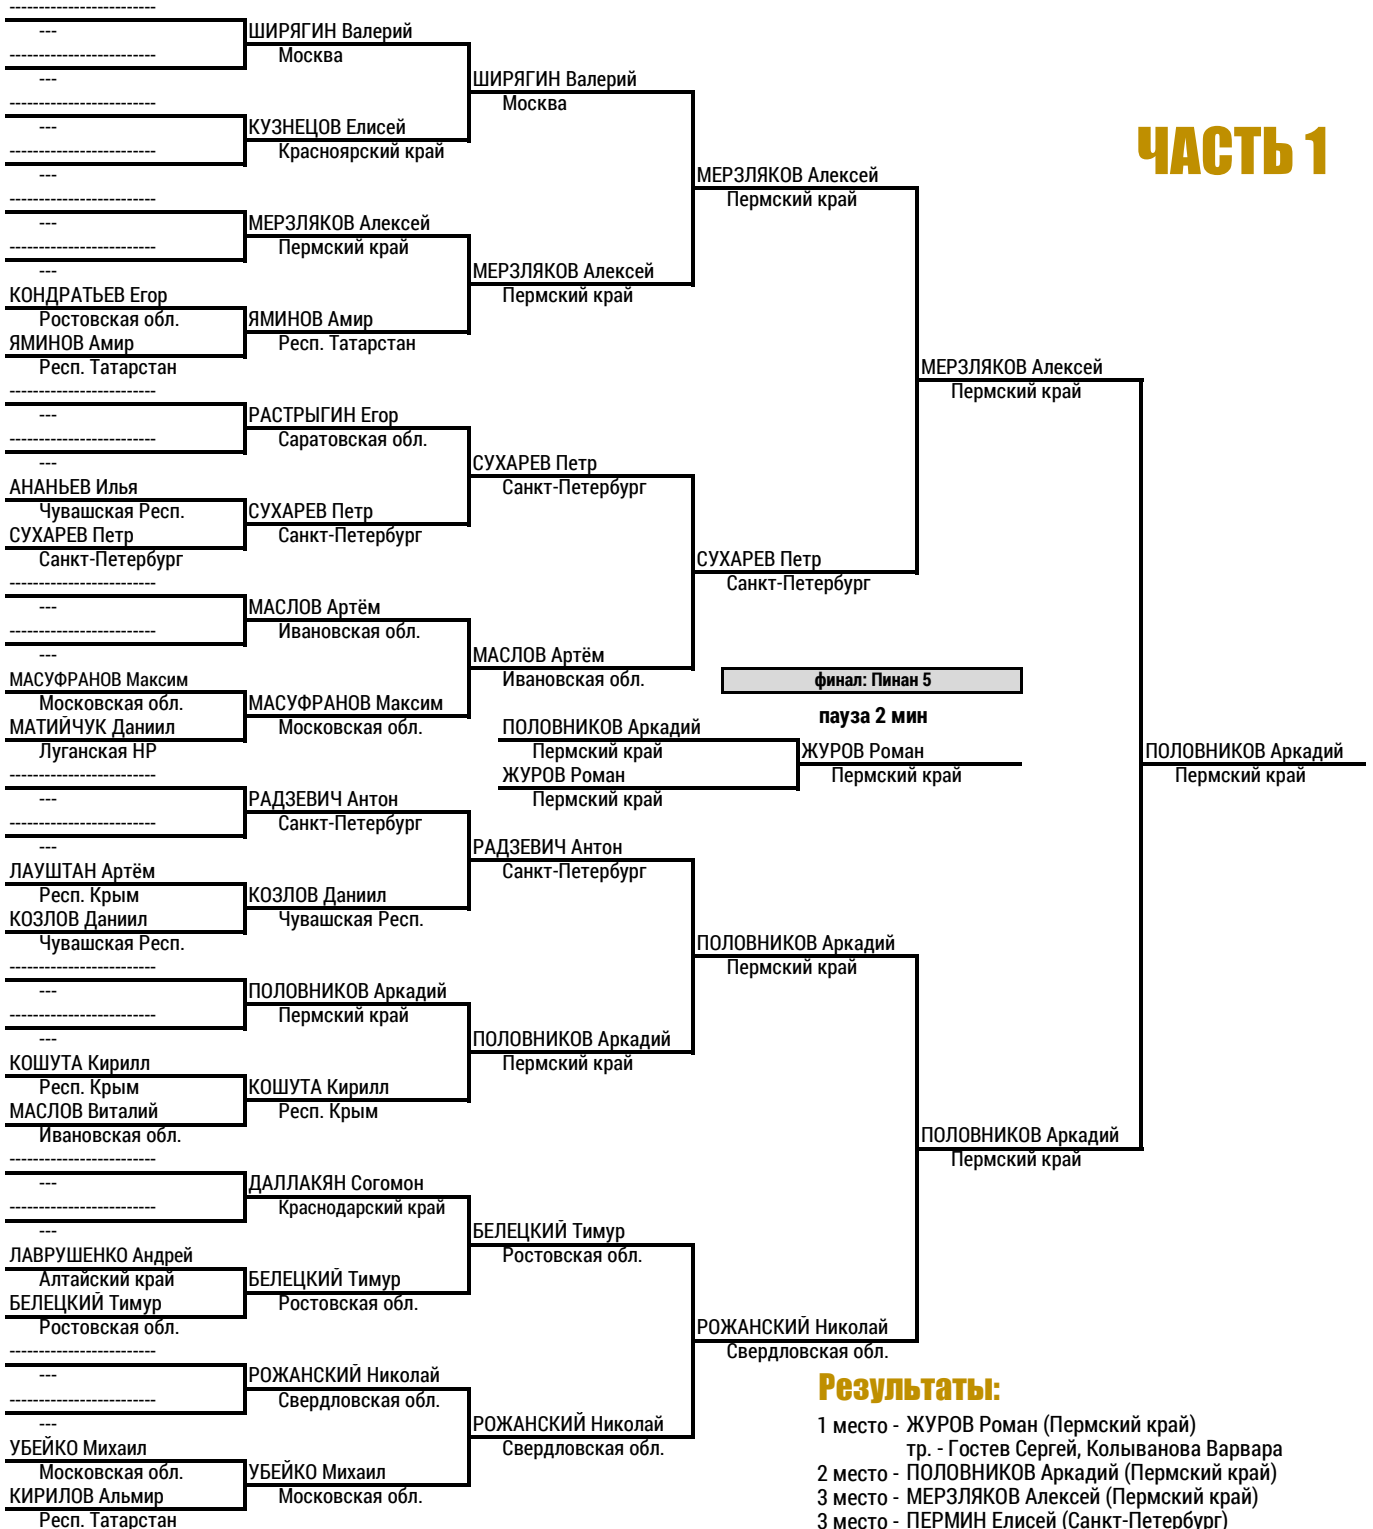 --------------------------
---
--------------------------
---
--------------------------
---
--------------------------
---
--------------------------
---
--------------------------
---
КОНДРАТЬЕВ Егор
Ростовская обл.
ЯМИНОВ Амир
Респ. Татарстан
--------------------------
---
--------------------------
---
АНАНЬЕВ Илья
Чувашская Респ.
СУХАРЕВ Петр
Санкт-Петербург
--------------------------
---
--------------------------
---
МАСУФРАНОВ Максим
Московская обл.
МАТИЙЧУК Даниил
Луганская НР
--------------------------
---
--------------------------
---
ЛАУШТАН Артём
Респ. Крым
КОЗЛОВ Даниил
Чувашская Респ.
--------------------------
---
--------------------------
---
КОШУТА Кирилл
Респ. Крым
МАСЛОВ Виталий
Ивановская обл.
--------------------------
---
--------------------------
---
ЛАВРУШЕНКО Андрей
Алтайский край
БЕЛЕЦКИЙ Тимур
Ростовская обл.
--------------------------
---
--------------------------
---
УБЕЙКО Михаил
Московская обл.
КИРИЛОВ Альмир
Респ. Татарстан
ШИРЯГИН Валерий
Москва
КУЗНЕЦОВ Елисей
Красноярский край
МЕРЗЛЯКОВ Алексей
Пермский край
ЯМИНОВ Амир
Респ. Татарстан
РАСТРЫГИН Егор
Саратовская обл.
СУХАРЕВ Петр
Санкт-Петербург
МАСЛОВ Артём
Ивановская обл.
МАСУФРАНОВ Максим
Московская обл.
РАДЗЕВИЧ Антон
Санкт-Петербург
КОЗЛОВ Даниил
Чувашская Респ.
ПОЛОВНИКОВ Аркадий
Пермский край
КОШУТА Кирилл
Респ. Крым
ДАЛЛАКЯН Согомон
Краснодарский край
БЕЛЕЦКИЙ Тимур
Ростовская обл.
РОЖАНСКИЙ Николай
Свердловская обл.
УБЕЙКО Михаил
Московская обл.
ШИРЯГИН Валерий
Москва
МЕРЗЛЯКОВ Алексей
Пермский край
СУХАРЕВ Петр
Санкт-Петербург
МАСЛОВ Артём
Ивановская обл.
РАДЗЕВИЧ Антон
Санкт-Петербург
ПОЛОВНИКОВ Аркадий
Пермский край
БЕЛЕЦКИЙ Тимур
Ростовская обл.
РОЖАНСКИЙ Николай
Свердловская обл.
МЕРЗЛЯКОВ Алексей
Пермский край
СУХАРЕВ Петр
Санкт-Петербург
ПОЛОВНИКОВ Аркадий
Пермский край
РОЖАНСКИЙ Николай
Свердловская обл.
МЕРЗЛЯКОВ Алексей
Пермский край
ПОЛОВНИКОВ Аркадий
Пермский край
ПОЛОВНИКОВ Аркадий
Пермский край
ЧАСТЬ 1
финал: Пинан 5
пауза 2 мин
ПОЛОВНИКОВ Аркадий
Пермский край
ЖУРОВ Роман
Пермский край
ЖУРОВ Роман
Пермский край
Результаты:
1 место - ЖУРОВ Роман (Пермский край)
тр. - Гостев Сергей, Колыванова Варвара
2 место - ПОЛОВНИКОВ Аркадий (Пермский край)
3 место - МЕРЗЛЯКОВ Алексей (Пермский край)
3 место - ПЕРМИН Елисей (Санкт-Петербург)